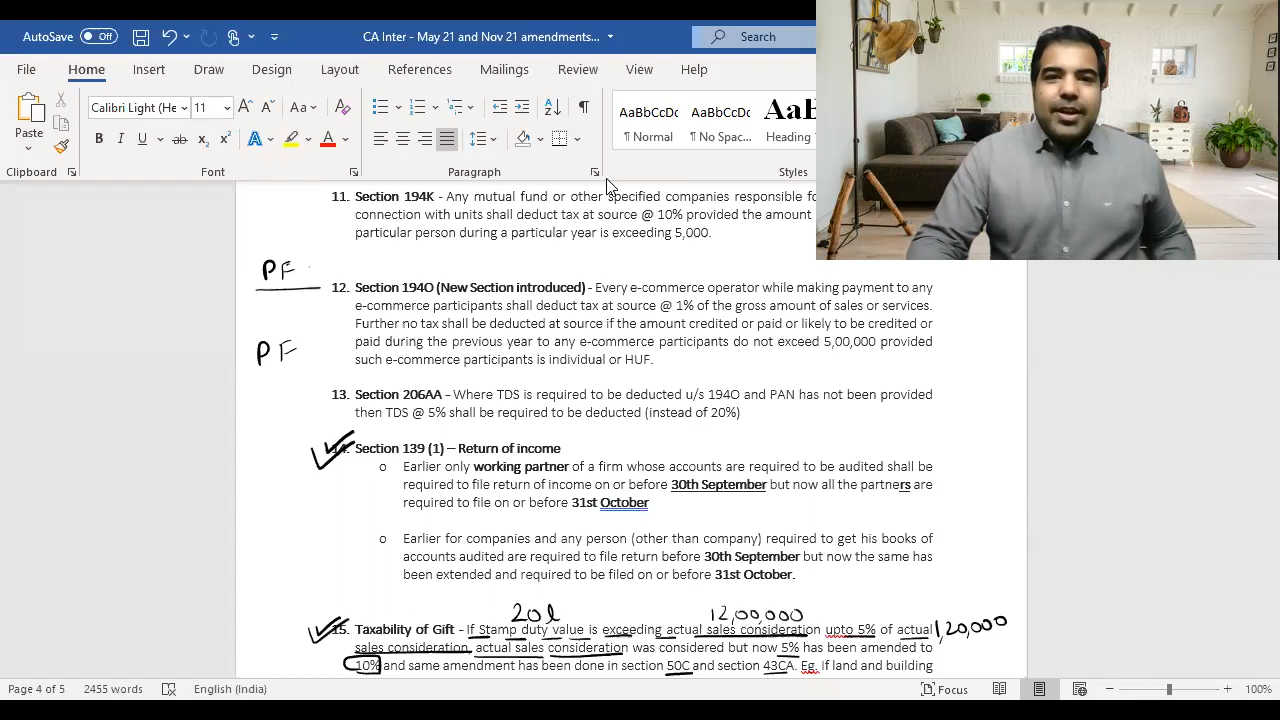 AutoSave Off CA Inter - May 21 and Nov 21 amendments... Search
File Home Insert Draw Design Layout References Mailings Review View Help
Paste Calibri Light (He 11 A A Aa A AaBbCcDc AaBbCcDc AaB
B I U ab x₂ x² A A ¶ Normal ¶ No Spac... Heading
Clipboard Font Paragraph Styles
11. Section 194K - Any mutual fund or other specified companies responsible fo
connection with units shall deduct tax at source @ 10% provided the amount
particular person during a particular year is exceeding 5,000.
PF
12. Section 194O (New Section introduced) - Every e-commerce operator while making payment to any
e-commerce participants shall deduct tax at source @ 1% of the gross amount of sales or services.
Further no tax shall be deducted at source if the amount credited or paid or likely to be credited or
paid during the previous year to any e-commerce participants do not exceed 5,00,000 provided
such e-commerce participants is individual or HUF.
PF
13. Section 206AA - Where TDS is required to be deducted u/s 194O and PAN has not been provided
then TDS @ 5% shall be required to be deducted (instead of 20%)
14. Section 139 (1) – Return of income
o Earlier only working partner of a firm whose accounts are required to be audited shall be
required to file return of income on or before 30th September but now all the partners are
required to file on or before 31st October
o Earlier for companies and any person (other than company) required to get his books of
accounts audited are required to file return before 30th September but now the same has
been extended and required to be filed on or before 31st October.
20l 12,00,000
15. Taxability of Gift - If Stamp duty value is exceeding actual sales consideration upto 5% of actual 1,20,000
sales consideration, actual sales consideration was considered but now 5% has been amended to
10% and same amendment has been done in section 50C and section 43CA. Eg. If land and building
Page 4 of 5 2455 words English (India) Focus 100%